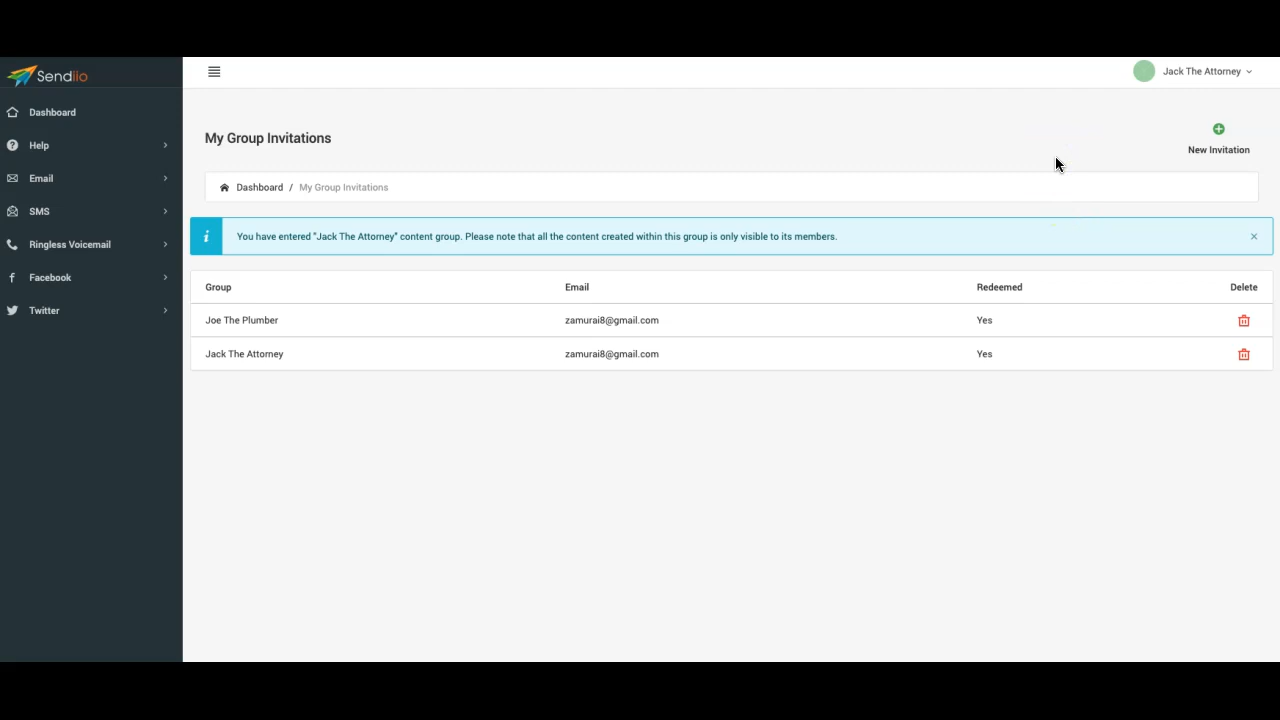 Sendiio
Jack The Attorney
Dashboard
Help
Email
SMS
Ringless Voicemail
Facebook
Twitter
My Group Invitations
New Invitation
Dashboard / My Group Invitations
i You have entered "Jack The Attorney" content group. Please note that all the content created within this group is only visible to its members. ×
Group Email Redeemed Delete
Joe The Plumber zamurai8@gmail.com Yes
Jack The Attorney zamurai8@gmail.com Yes